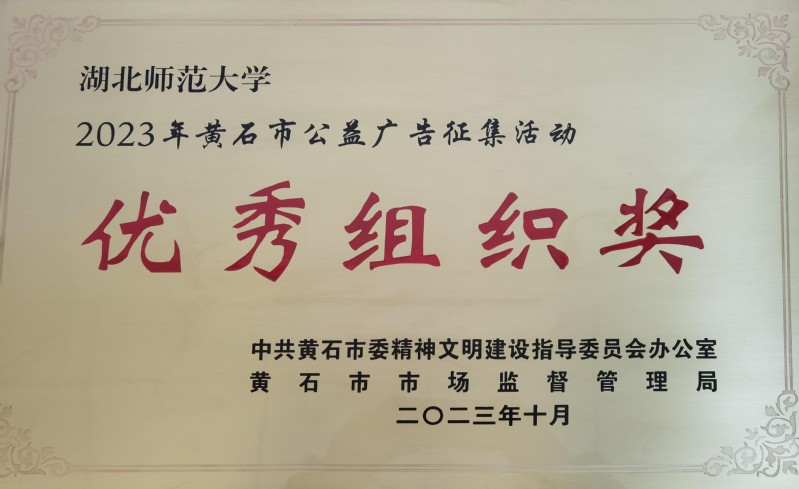 湖北师范大学
2023年黄石市公益广告征集活动
优秀组织奖
中共黄石市委精神文明建设指导委员会办公室
黄石市市场监督管理局
二〇二三年十月